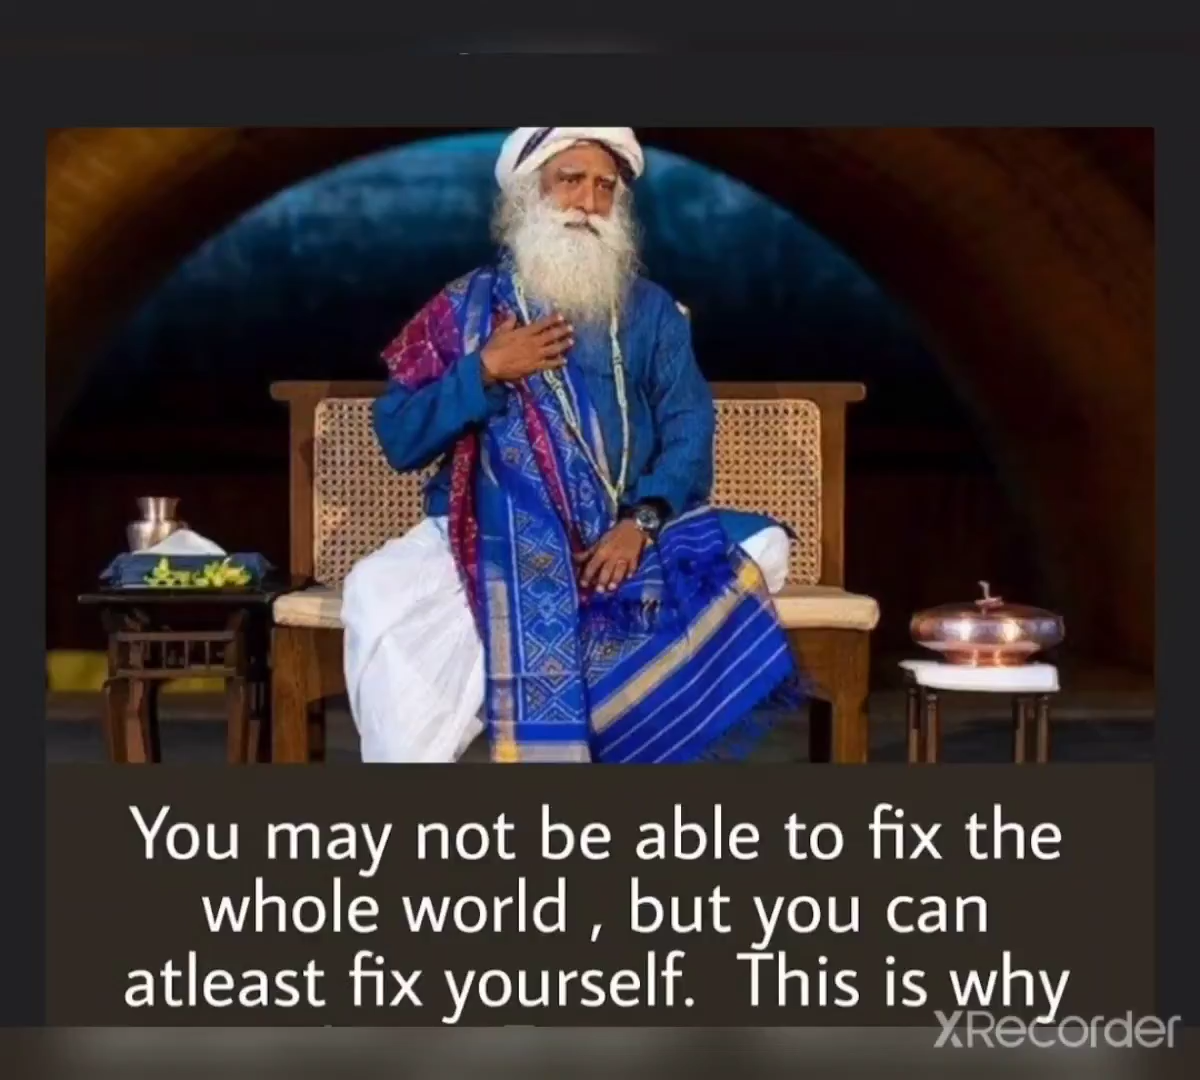 You may not be able to fix the
whole world , but you can
atleast fix yourself. This is why
XRecorder